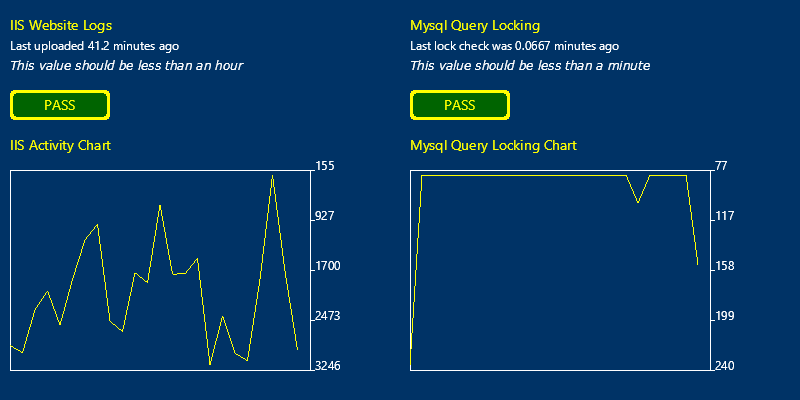 IIS Website Logs
Last uploaded 41.2 minutes ago
This value should be less than an hour
PASS
IIS Activity Chart
155
927
1700
2473
3246
Mysql Query Locking
Last lock check was 0.0667 minutes ago
This value should be less than a minute
PASS
Mysql Query Locking Chart
77
117
158
199
240